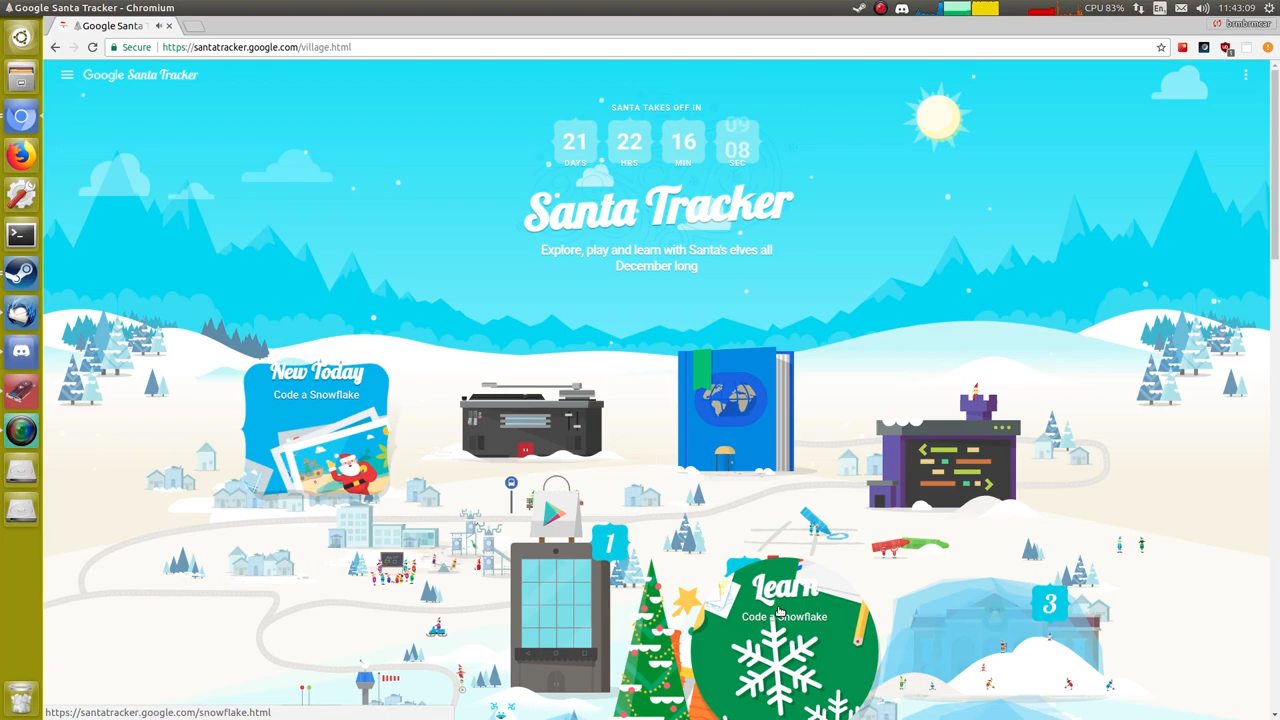 Google Santa Tracker - Chromium
CPU 83%
En
11:43:09
Google Santa T
brmbrmcar
Secure
https://santatracker.google.com/village.html
Google Santa Tracker
SANTA TAKES OFF IN
21
22
16
09
08
DAYS
HRS
MIN
SEC
Santa Tracker
Explore, play and learn with Santa's elves all
December long
New Today
Code a Snowflake
1
Learn
Code a Snowflake
3
https://santatracker.google.com/snowflake.html